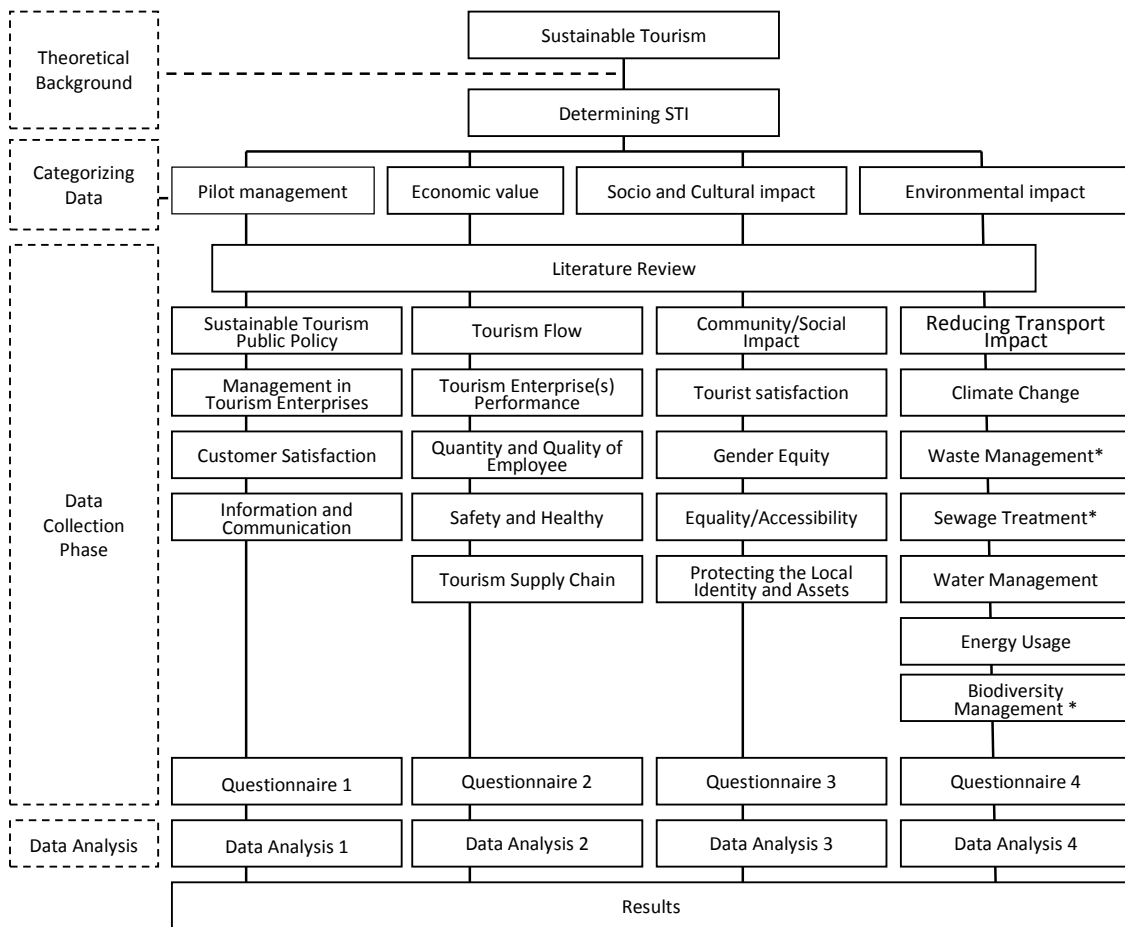 Sustainable Tourism
Theoretical
Background
Determining STI
Categorizing
Data
Pilot management
Economic value
Socio and Cultural impact
Environmental impact
Literature Review
Sustainable Tourism
Public Policy
Tourism Flow
Community/Social
Impact
Reducing Transport
Impact
Management in
Tourism Enterprises
Tourism Enterprise(s)
Performance
Tourist satisfaction
Climate Change
Customer Satisfaction
Quantity and Quality of
Employee
Gender Equity
Waste Management*
Data
Collection
Phase
Information and
Communication
Safety and Healthy
Equality/Accessibility
Sewage Treatment*
Tourism Supply Chain
Protecting the Local
Identity and Assets
Water Management
Energy Usage
Biodiversity
Management *
Questionnaire 1
Questionnaire 2
Questionnaire 3
Questionnaire 4
Data Analysis
Data Analysis 1
Data Analysis 2
Data Analysis 3
Data Analysis 4
Results